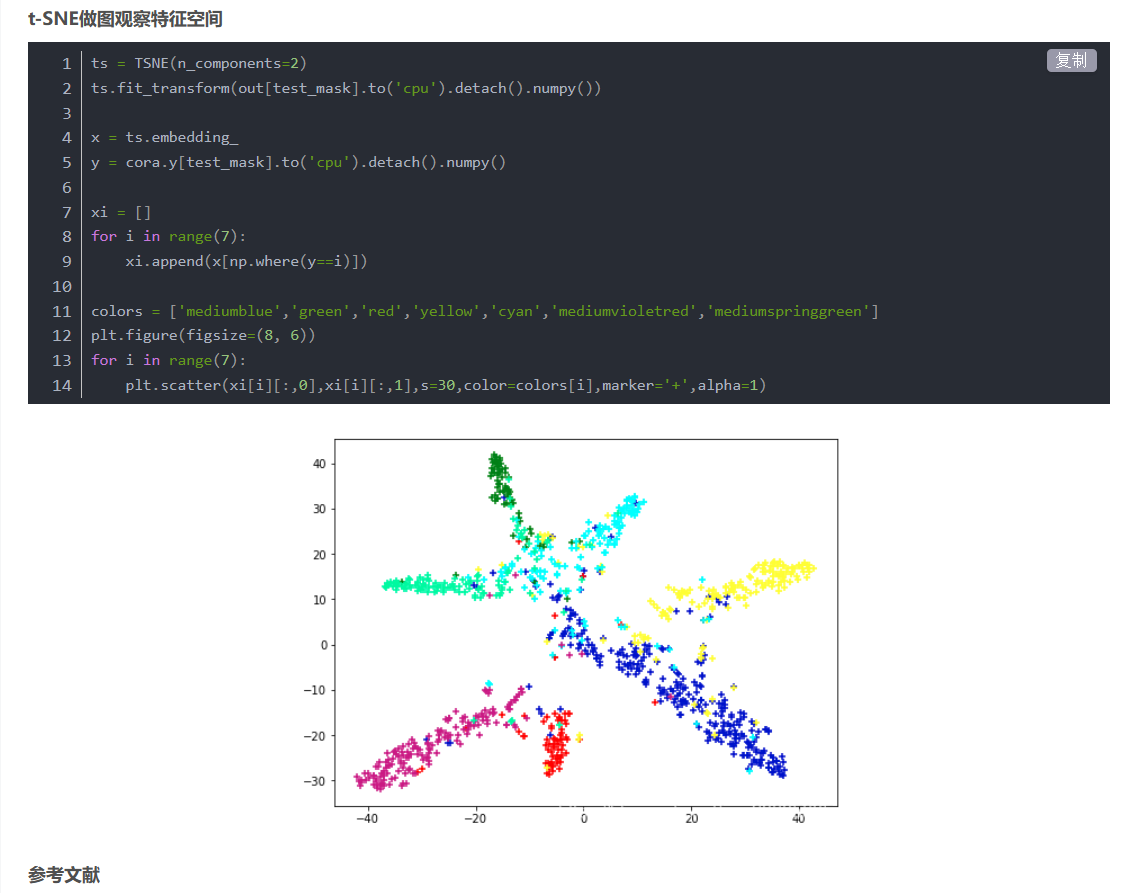 t-SNE做图观察特征空间
复制
1 ts = TSNE(n_components=2)
2 ts.fit_transform(out[test_mask].to('cpu').detach().numpy())
3
4 x = ts.embedding_
5 y = cora.y[test_mask].to('cpu').detach().numpy()
6
7 xi = []
8 for i in range(7):
9     xi.append(x[np.where(y==i)])
10
11 colors = ['mediumblue','green','red','yellow','cyan','mediumvioletred','mediumspringgreen']
12 plt.figure(figsize=(8, 6))
13 for i in range(7):
14     plt.scatter(xi[i][:,0],xi[i][:,1],s=30,color=colors[i],marker='+',alpha=1)
40
30
20
10
0
−10
−20
−30
−40 −20 0 20 40
参考文献